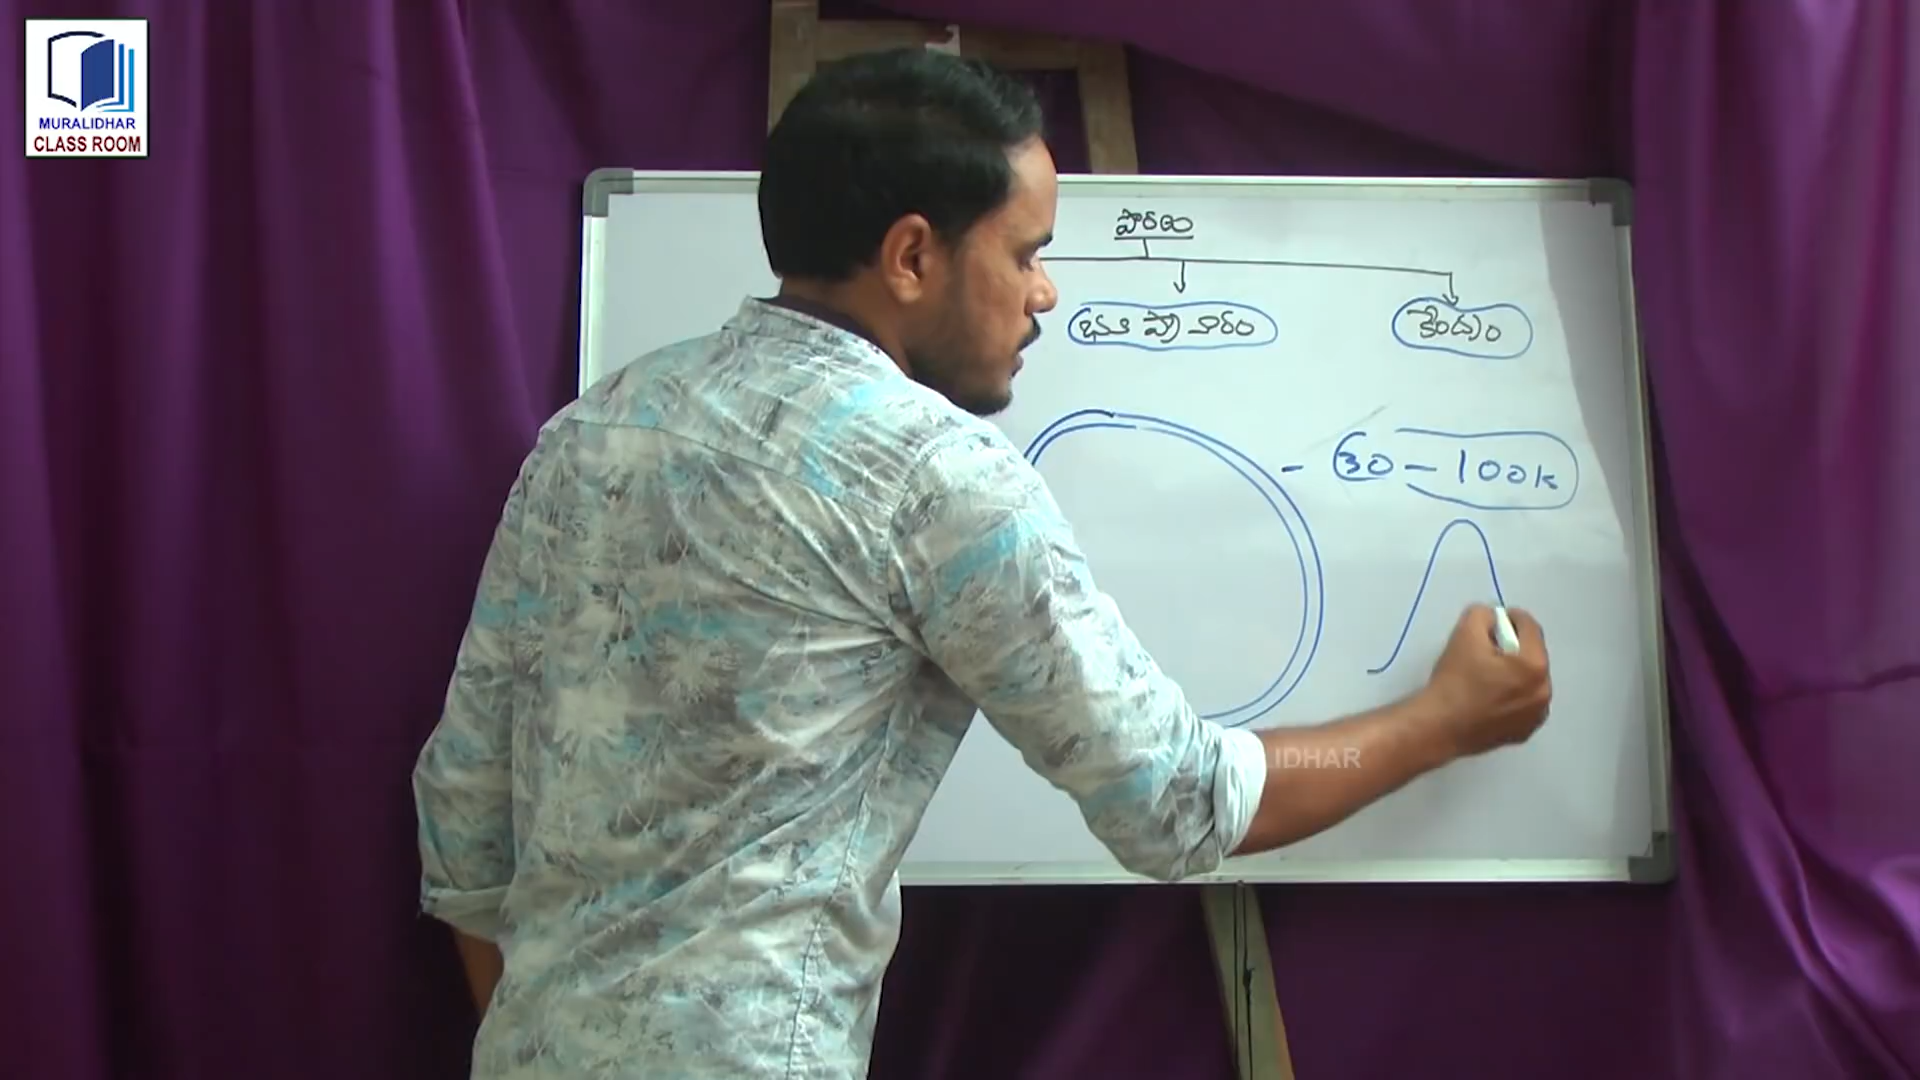 MURALIDHAR
CLASS ROOM
పొరలు
భూ ప్రావారం
కేంద్రం
- 30 - 100k
IDHAR